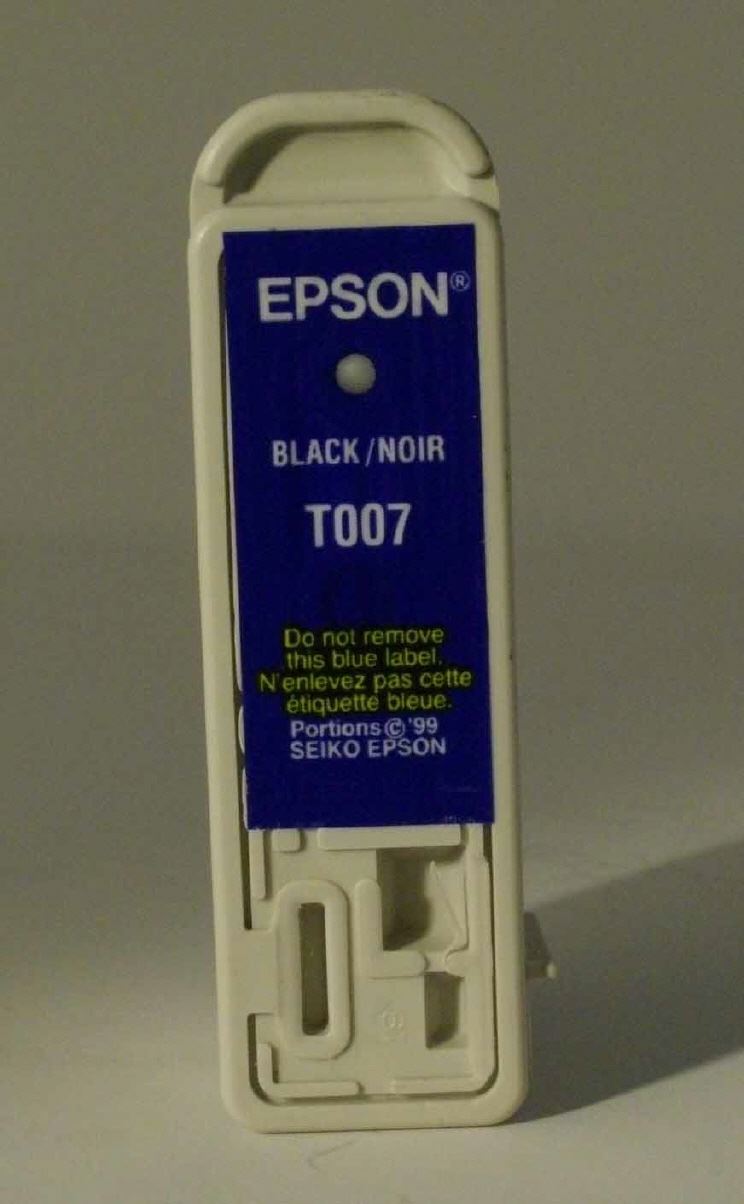 EPSON®
BLACK/NOIR
T007
Do not remove
this blue label.
N'enlevez pas cette
étiquette bleue.
Portions © '99
SEIKO EPSON